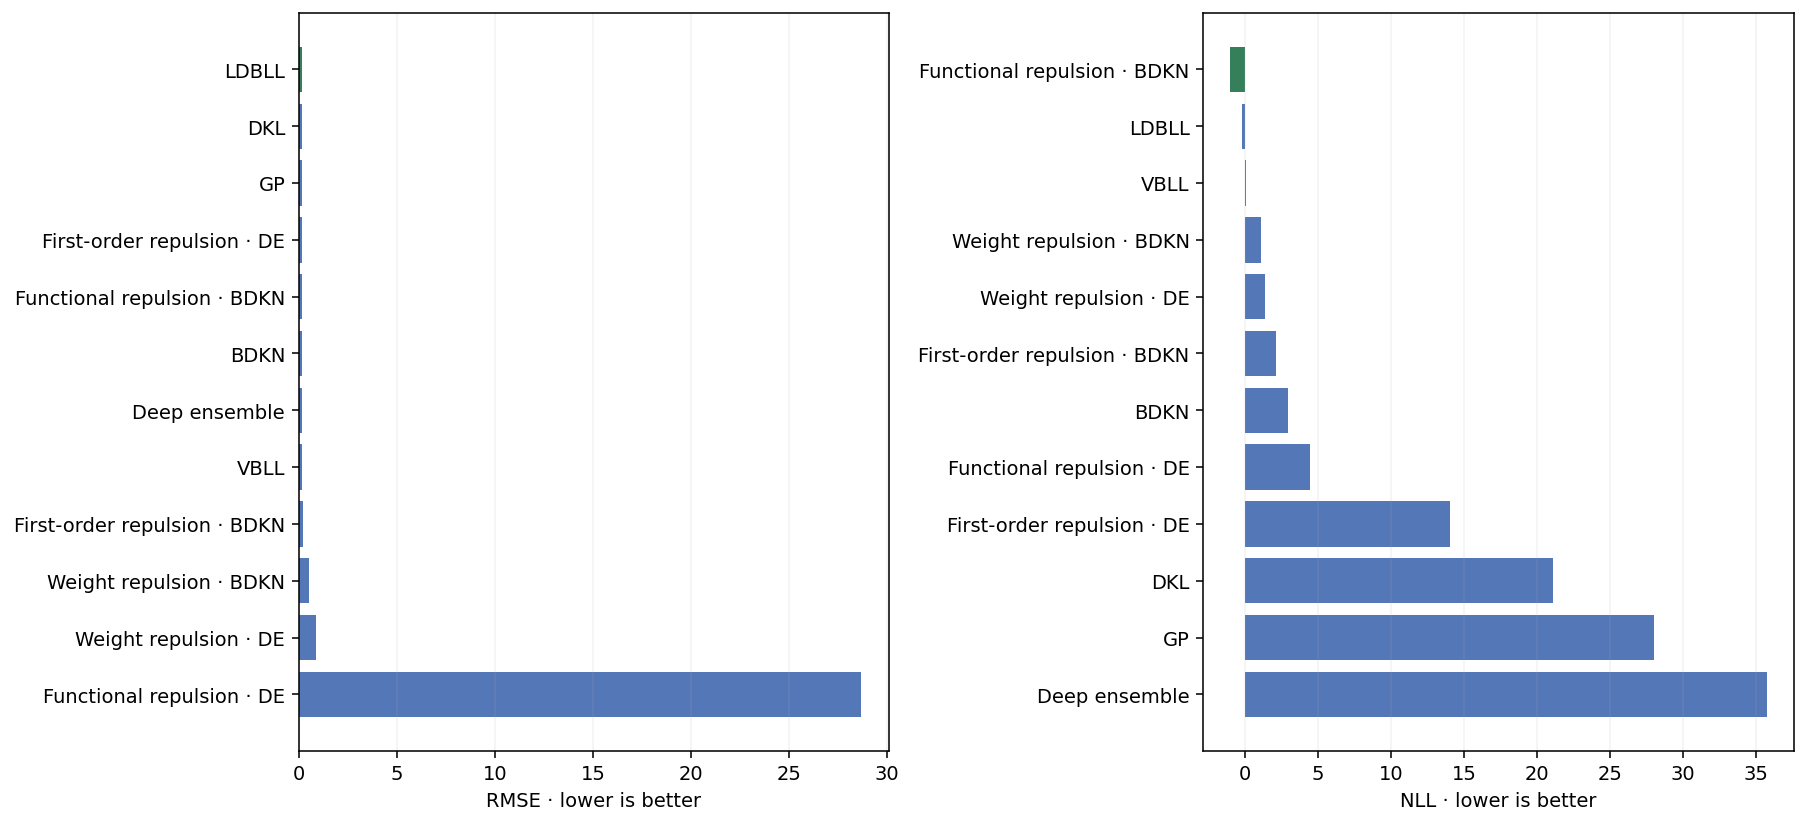 LDBLL
DKL
GP
First-order repulsion · DE
Functional repulsion · BDKN
BDKN
Deep ensemble
VBLL
First-order repulsion · BDKN
Weight repulsion · BDKN
Weight repulsion · DE
Functional repulsion · DE
0 5 10 15 20 25 30
RMSE · lower is better
Functional repulsion · BDKN
LDBLL
VBLL
Weight repulsion · BDKN
Weight repulsion · DE
First-order repulsion · BDKN
BDKN
Functional repulsion · DE
First-order repulsion · DE
DKL
GP
Deep ensemble
0 5 10 15 20 25 30 35
NLL · lower is better